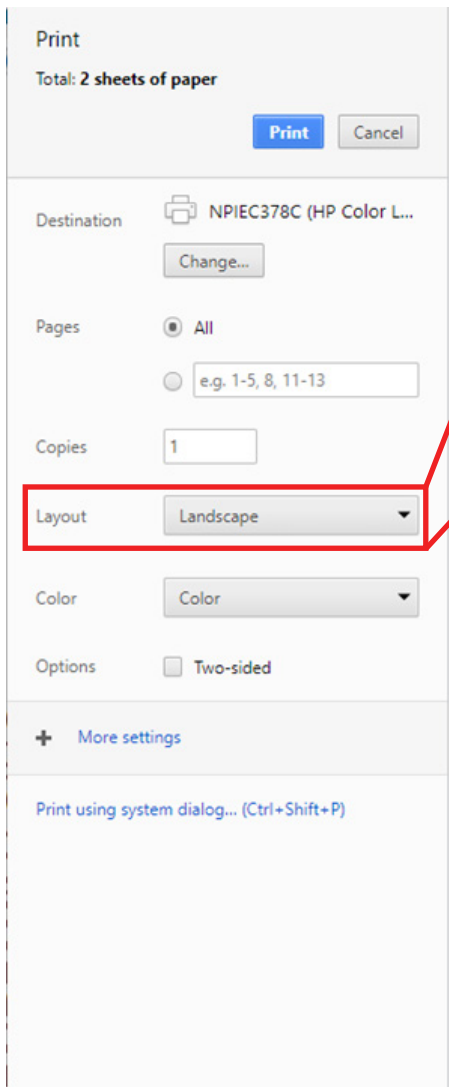 Print
Total: 2 sheets of paper
Print Cancel
Destination NPIEC378C (HP Color L...
Change...
Pages All
e.g. 1-5, 8, 11-13
Copies 1
Layout Landscape
Color Color
Options Two-sided
+ More settings
Print using system dialog... (Ctrl+Shift+P)